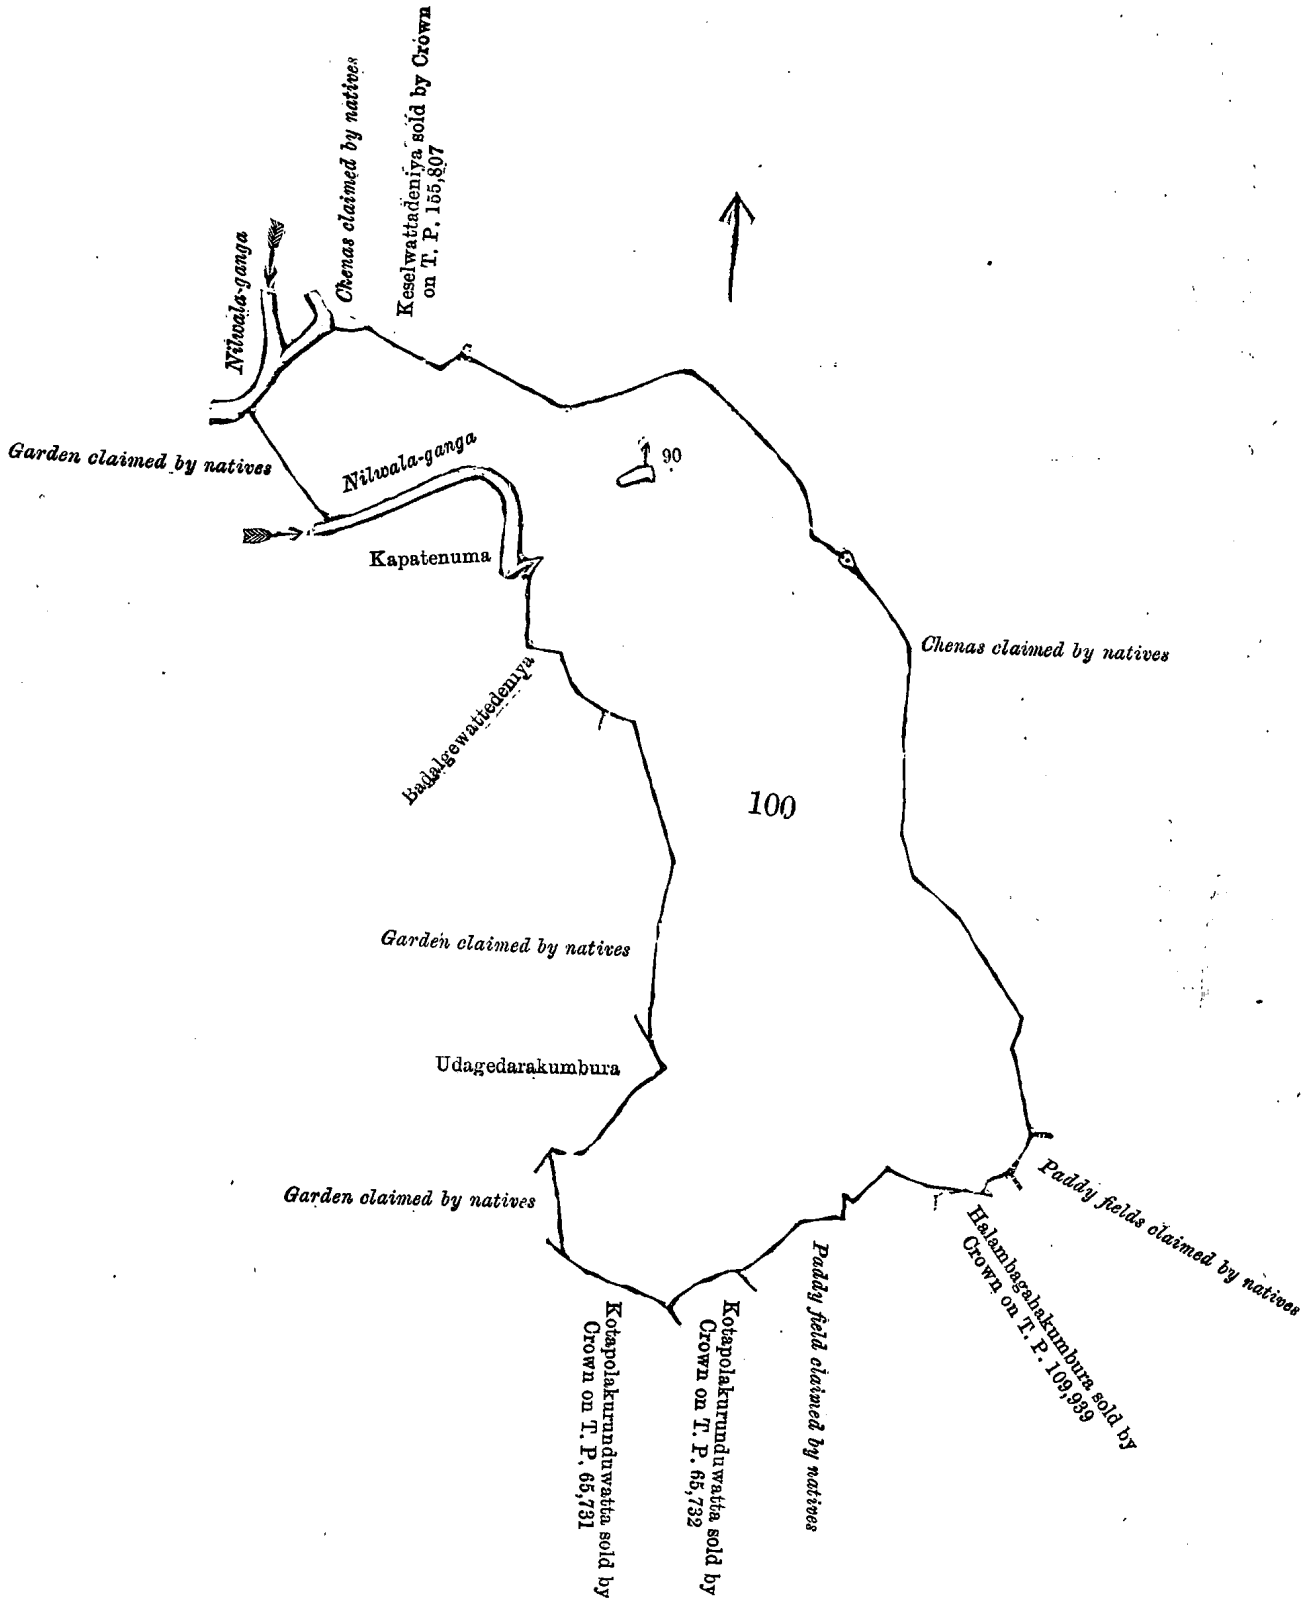 Nilwala-ganga
Chenas claimed by natives
Keselwattadeniya sold by Crown
on T. P. 155,807
Garden claimed by natives
Nilwala-ganga
90
Kapatenuma
Chenas claimed by natives
Badalgewattedeniya
100
Garden claimed by natives
Udagedarakumbura
Garden claimed by natives
Paddy fields claimed by natives
Halambagahakumbura sold by
Crown on T. P. 109,939
Paddy field claimed by natives
Kotapolakurunduwatta sold by
Crown on T. P. 65,732
Kotapolakurunduwatta sold by
Crown on T. P. 65,731